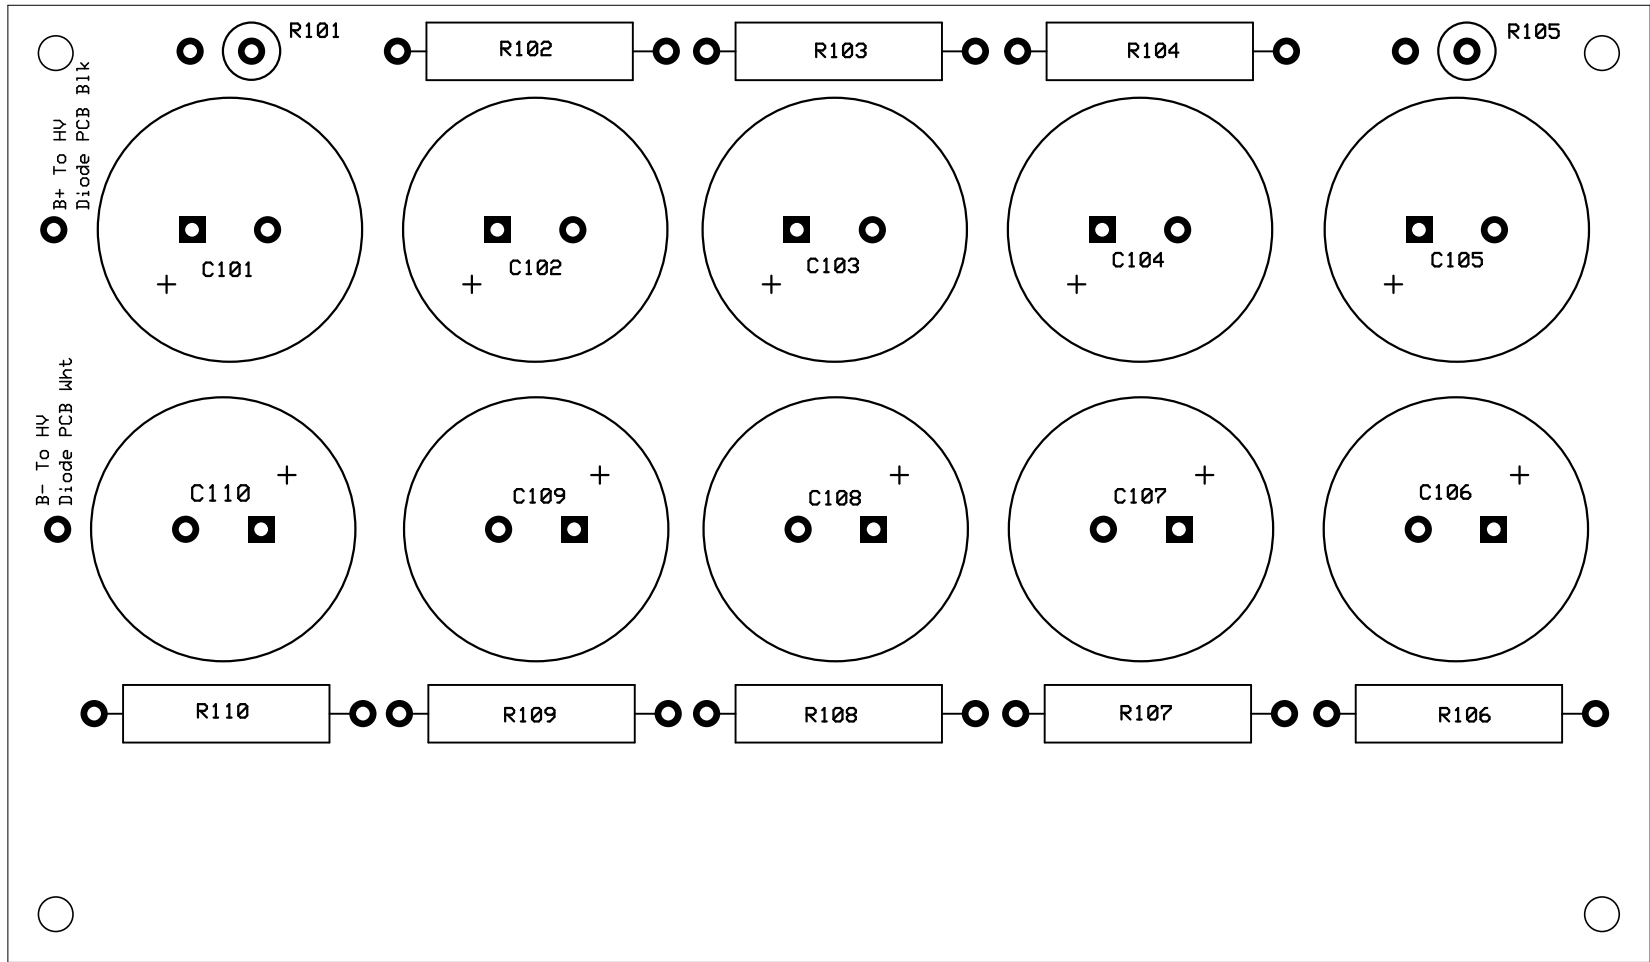 R101
R102
R103
R104
R105
B+ To HV
Diode PCB Blk
C101
C102
C103
C104
C105
B- To HV
Diode PCB Wht
C110
C109
C108
C107
C106
R110
R109
R108
R107
R106